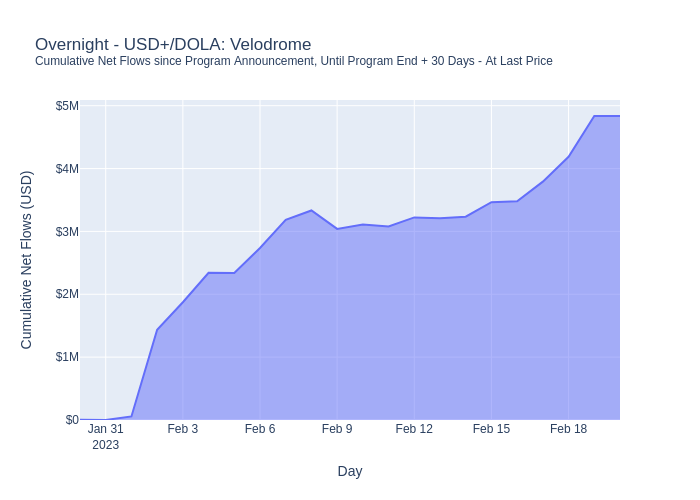 Overnight - USD+/DOLA: Velodrome
Cumulative Net Flows since Program Announcement, Until Program End + 30 Days - At Last Price
Cumulative Net Flows (USD)
$5M
$4M
$3M
$2M
$1M
$0
Jan 31 Feb 3 Feb 6 Feb 9 Feb 12 Feb 15 Feb 18
2023
Day